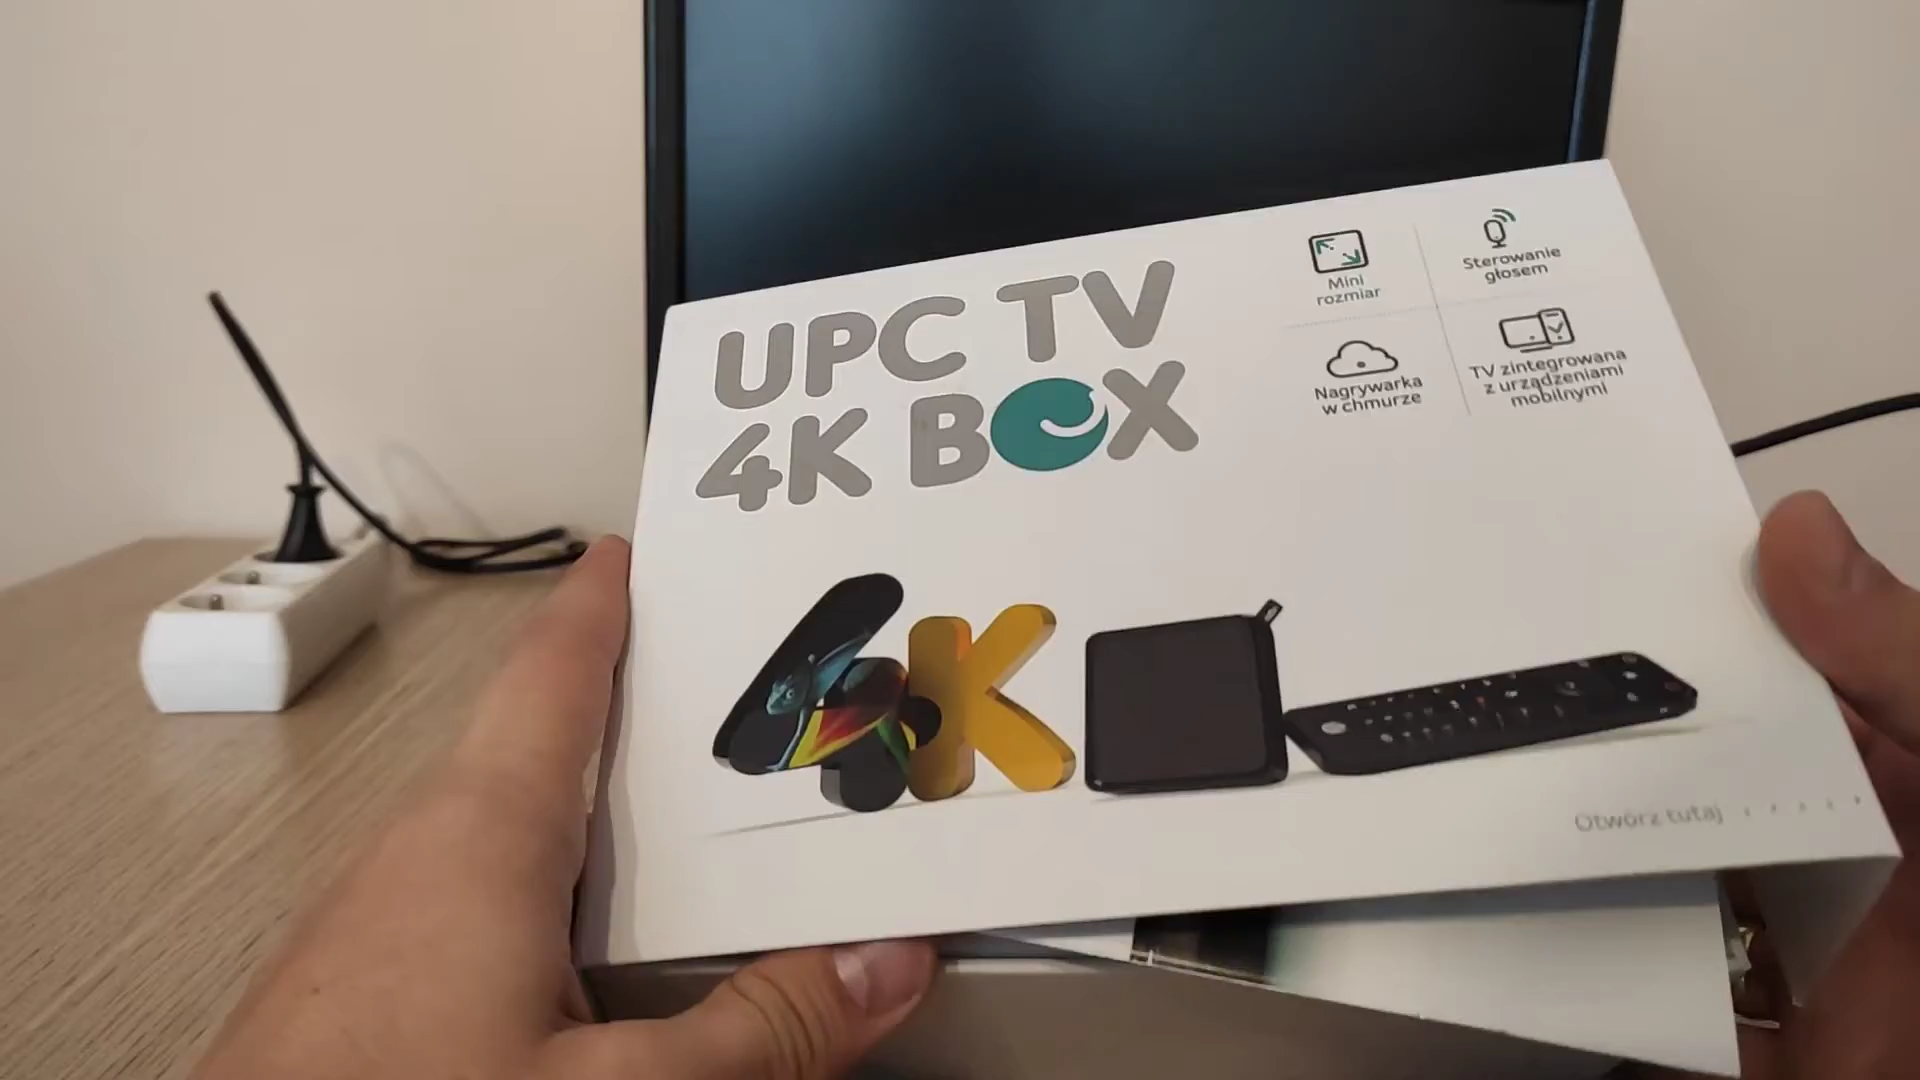 UPC TV
4K BOX
Mini
rozmiar
Sterowanie
głosem
Nagrywarka
w chmurze
TV zintegrowana
z urządzeniami
mobilnymi
4K
Otwórz tutaj